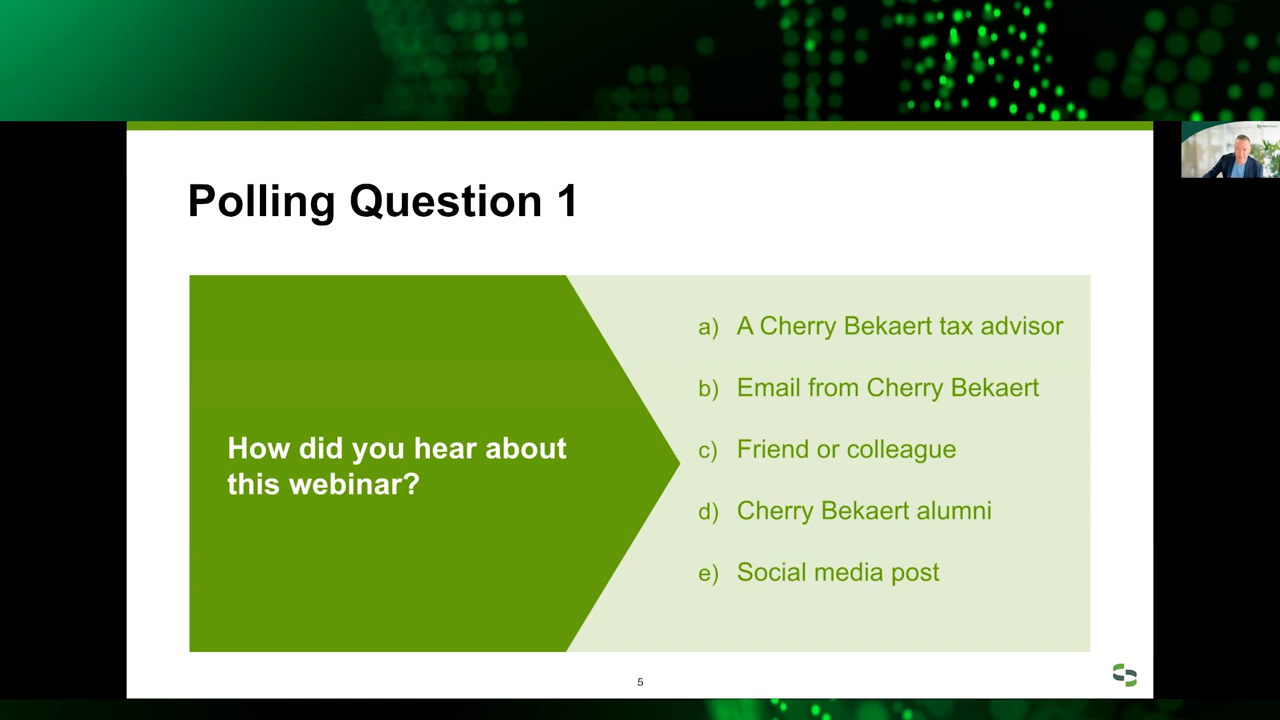 Polling Question 1
How did you hear about
this webinar?
a) A Cherry Bekaert tax advisor
b) Email from Cherry Bekaert
c) Friend or colleague
d) Cherry Bekaert alumni
e) Social media post
5